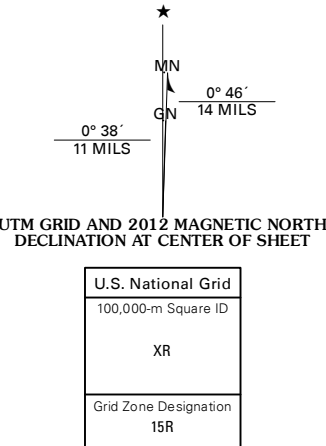 ★
MN
0° 46´
14 MILS
GN
0° 38´
11 MILS
UTM GRID AND 2012 MAGNETIC NORTH
DECLINATION AT CENTER OF SHEET
U.S. National Grid
100,000-m Square ID
XR
Grid Zone Designation
15R